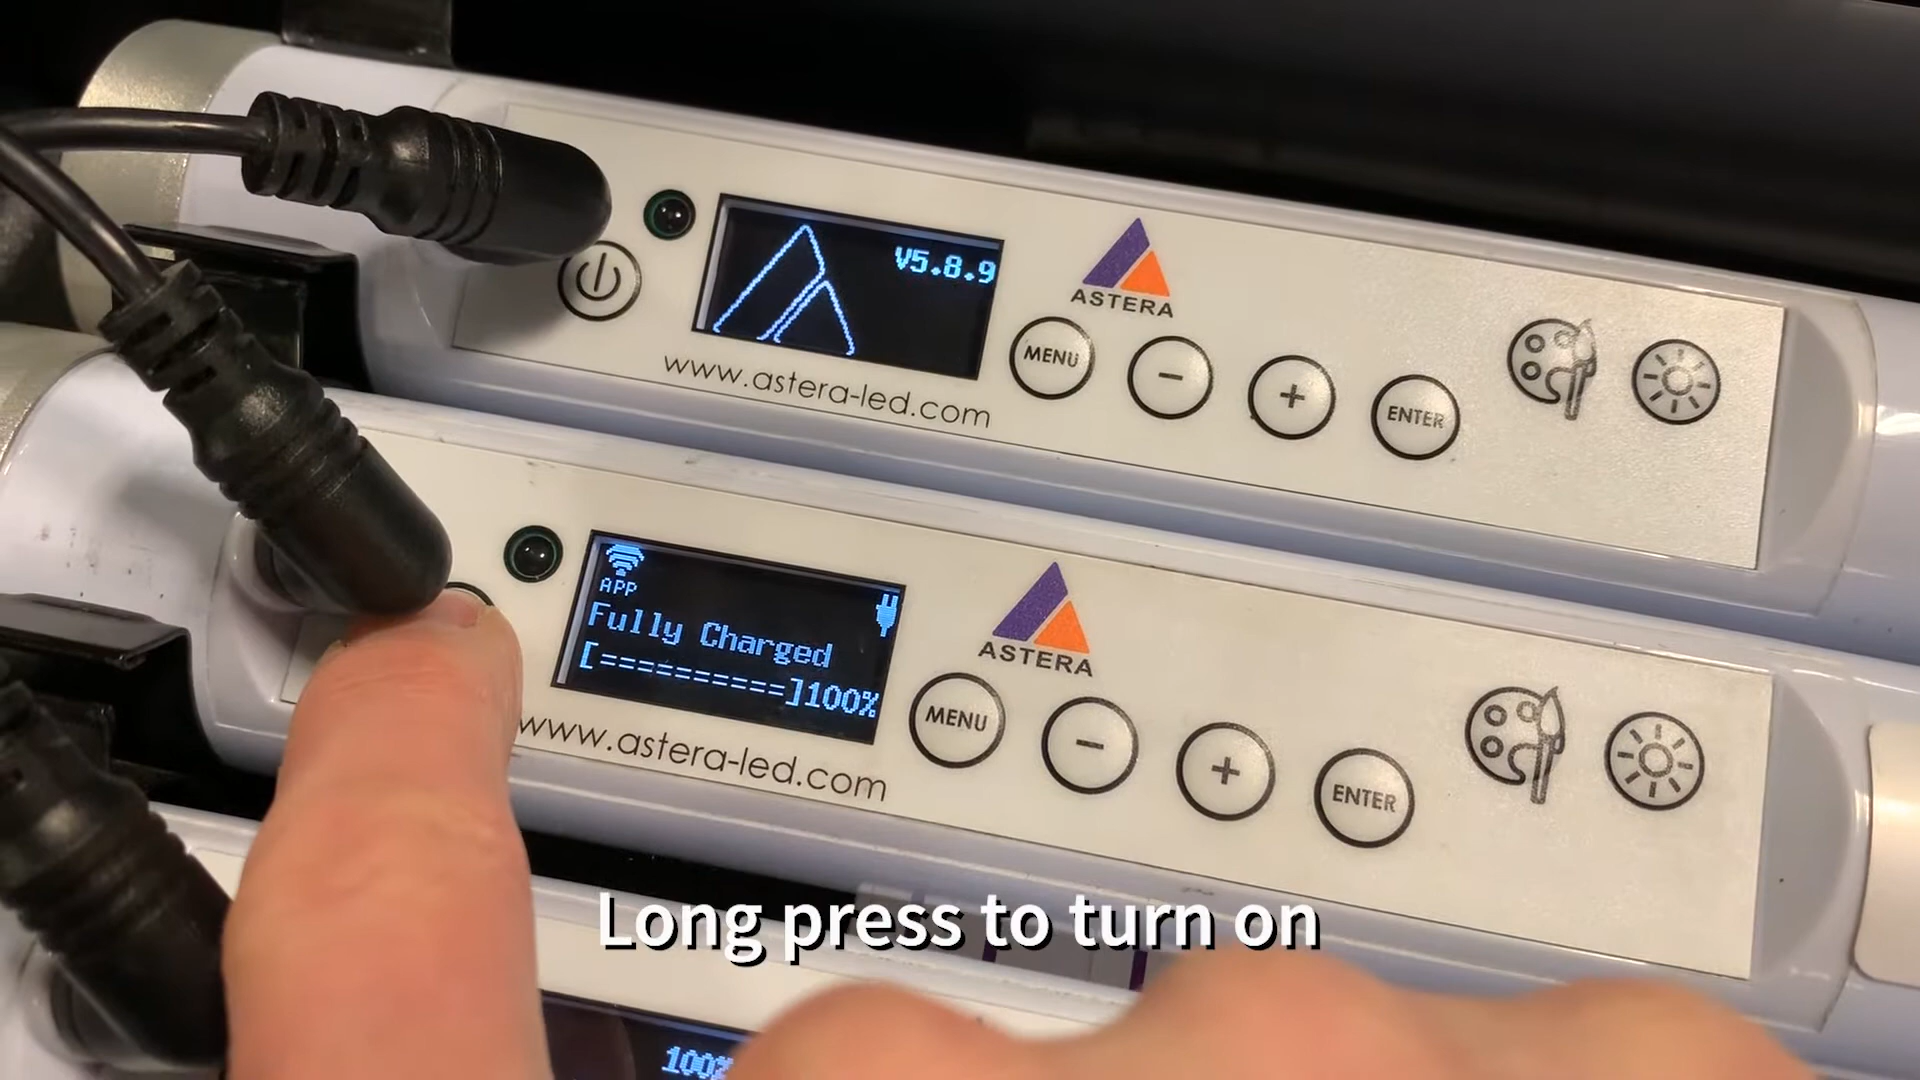 V5.8.9
ASTERA
MENU
ENTER
www.astera-led.com
APP
Fully Charged
[==========]100%
ASTERA
MENU
ENTER
www.astera-led.com
Long press to turn on
100%